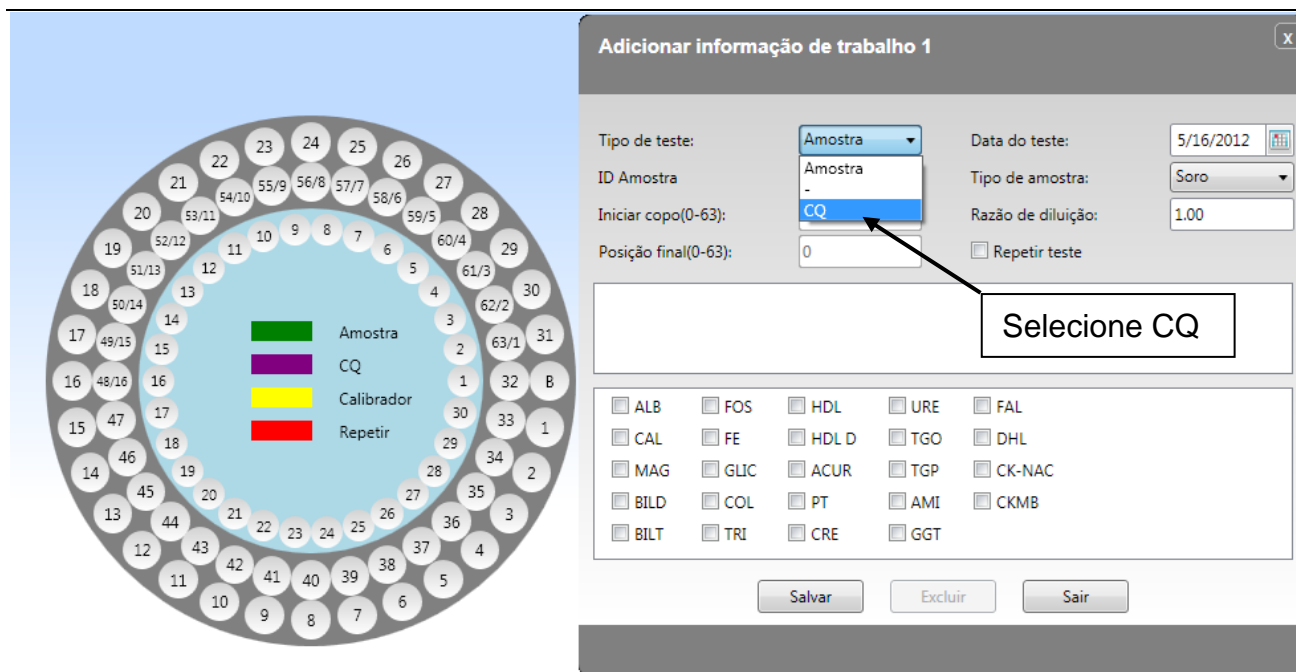 Adicionar informação de trabalho 1
x
Tipo de teste:
Amostra
Data do teste:
5/16/2012
ID Amostra
Amostra
-
CQ
Tipo de amostra:
Soro
Iniciar copo(0-63):
Razão de diluição:
1.00
Posição final(0-63):
0
Repetir teste
Selecione CQ
ALB FOS HDL URE FAL
CAL FE HDL D TGO DHL
MAG GLIC ACUR TGP CK-NAC
BILD COL PT AMI CKMB
BILT TRI CRE GGT
Salvar Excluir Sair
B 1 2 3 4 5 6 7 8 9 10 11 12 13 14 15 16 17 18 19 20 21 22 23 24 25 26 27 28 29 30 31
32 33 34 35 36 37 38 39 40 41 42 43 44 45 46 47 48/16 49/15 50/14 51/13 52/12 53/11 54/10 55/9 56/8 57/7 58/6 59/5 60/4 61/3 62/2 63/1
1 2 3 4 5 6 7 8 9 10 11 12 13 14 15 16 17 18 19 20 21 22 23 24 25 26 27 28 29 30
Amostra
CQ
Calibrador
Repetir